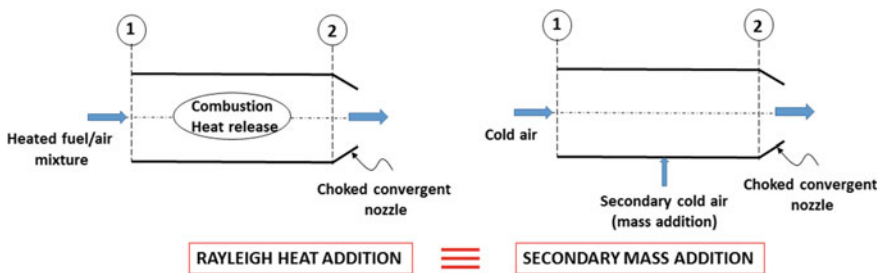 1
2
Combustion
Heat release
Heated fuel/air
mixture
Choked convergent
nozzle
1
2
Cold air
Secondary cold air
(mass addition)
Choked convergent
nozzle
RAYLEIGH HEAT ADDITION
SECONDARY MASS ADDITION